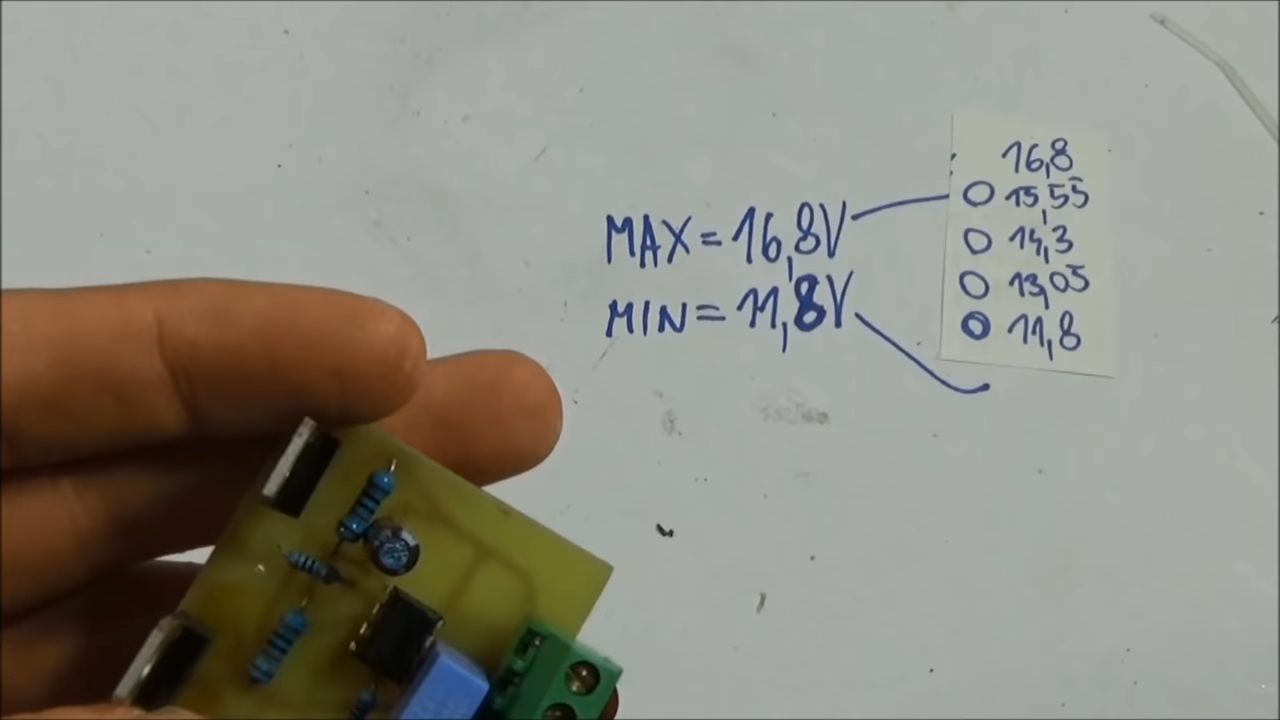 MAX = 16,8V
MIN = 11,8V
16,8
15,55
14,3
13,05
11,8